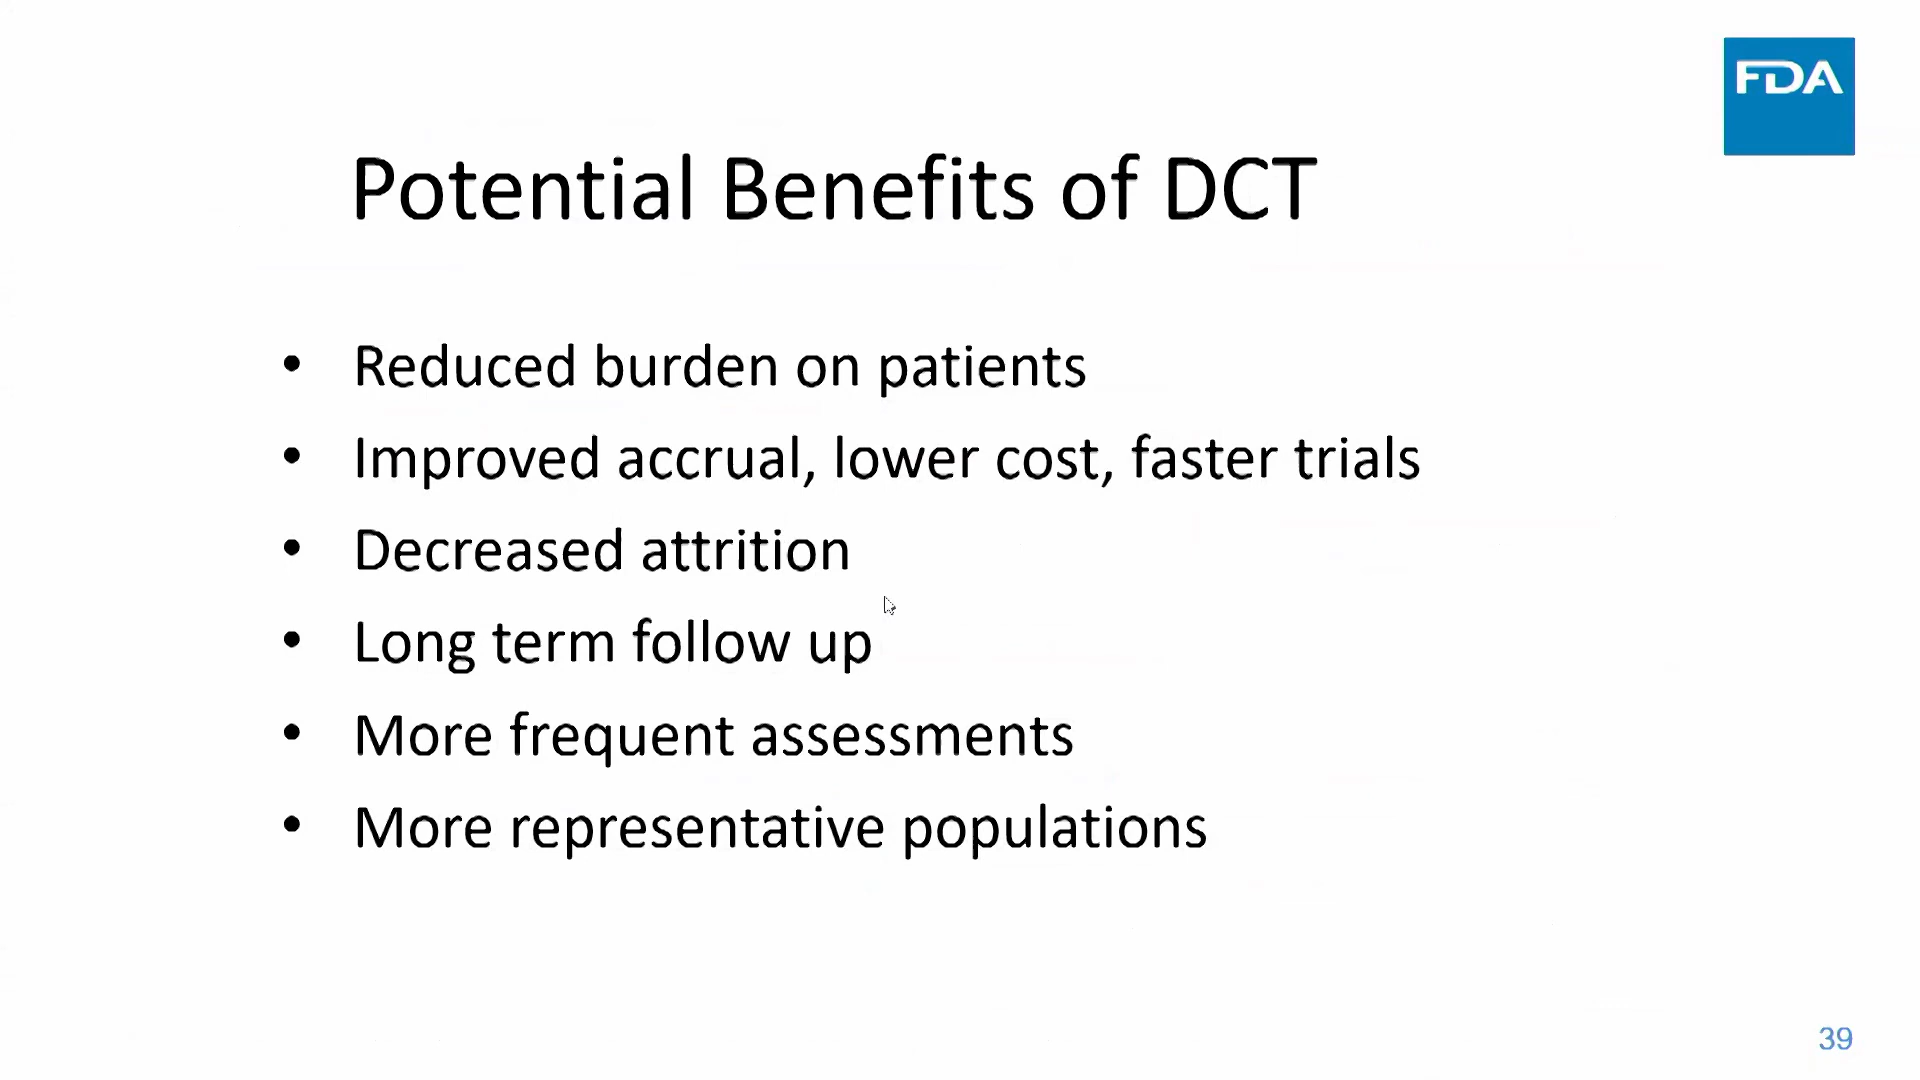 FDA
Potential Benefits of DCT
• Reduced burden on patients
• Improved accrual, lower cost, faster trials
• Decreased attrition
• Long term follow up
• More frequent assessments
• More representative populations
39